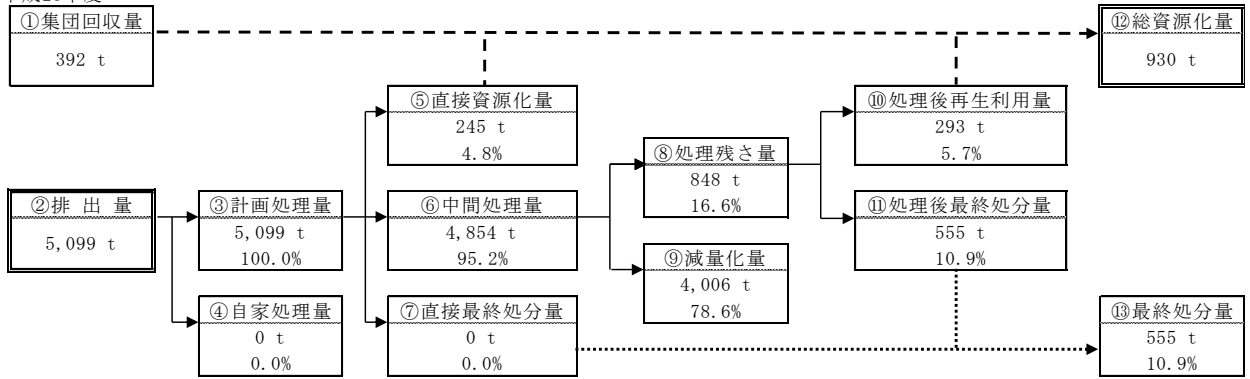 ①集団回収量
392 t
⑫総資源化量
930 t
⑤直接資源化量
245 t
4.8%
⑩処理後再生利用量
293 t
5.7%
⑧処理残さ量
848 t
16.6%
②排 出 量
5,099 t
③計画処理量
5,099 t
100.0%
⑥中間処理量
4,854 t
95.2%
⑪処理後最終処分量
555 t
10.9%
⑨減量化量
4,006 t
78.6%
④自家処理量
0 t
0.0%
⑦直接最終処分量
0 t
0.0%
⑬最終処分量
555 t
10.9%